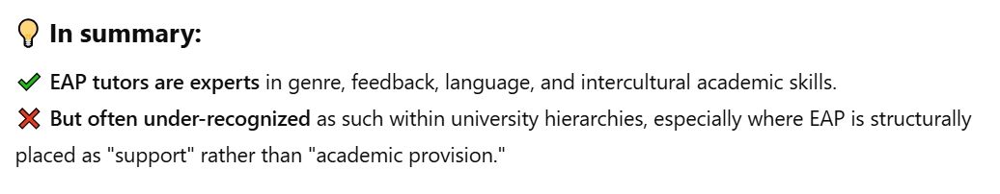 💡 In summary:
✔ EAP tutors are experts in genre, feedback, language, and intercultural academic skills.
❌ But often under-recognized as such within university hierarchies, especially where EAP is structurally
placed as "support" rather than "academic provision."